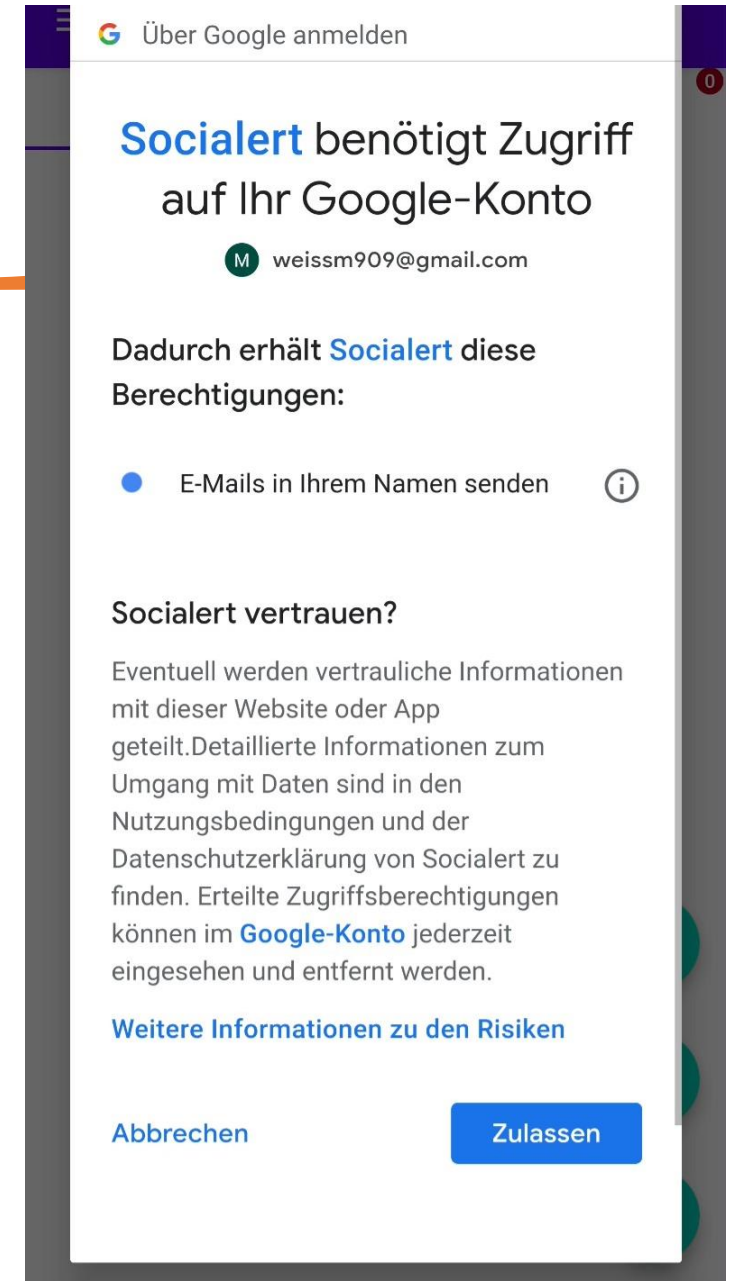 Über Google anmelden
0
Socialert benötigt Zugriff
auf Ihr Google-Konto
M weissm909@gmail.com
Dadurch erhält Socialert diese
Berechtigungen:
E-Mails in Ihrem Namen senden
Socialert vertrauen?
Eventuell werden vertrauliche Informationen
mit dieser Website oder App
geteilt.Detaillierte Informationen zum
Umgang mit Daten sind in den
Nutzungsbedingungen und der
Datenschutzerklärung von Socialert zu
finden. Erteilte Zugriffsberechtigungen
können im Google-Konto jederzeit
eingesehen und entfernt werden.
Weitere Informationen zu den Risiken
Abbrechen Zulassen